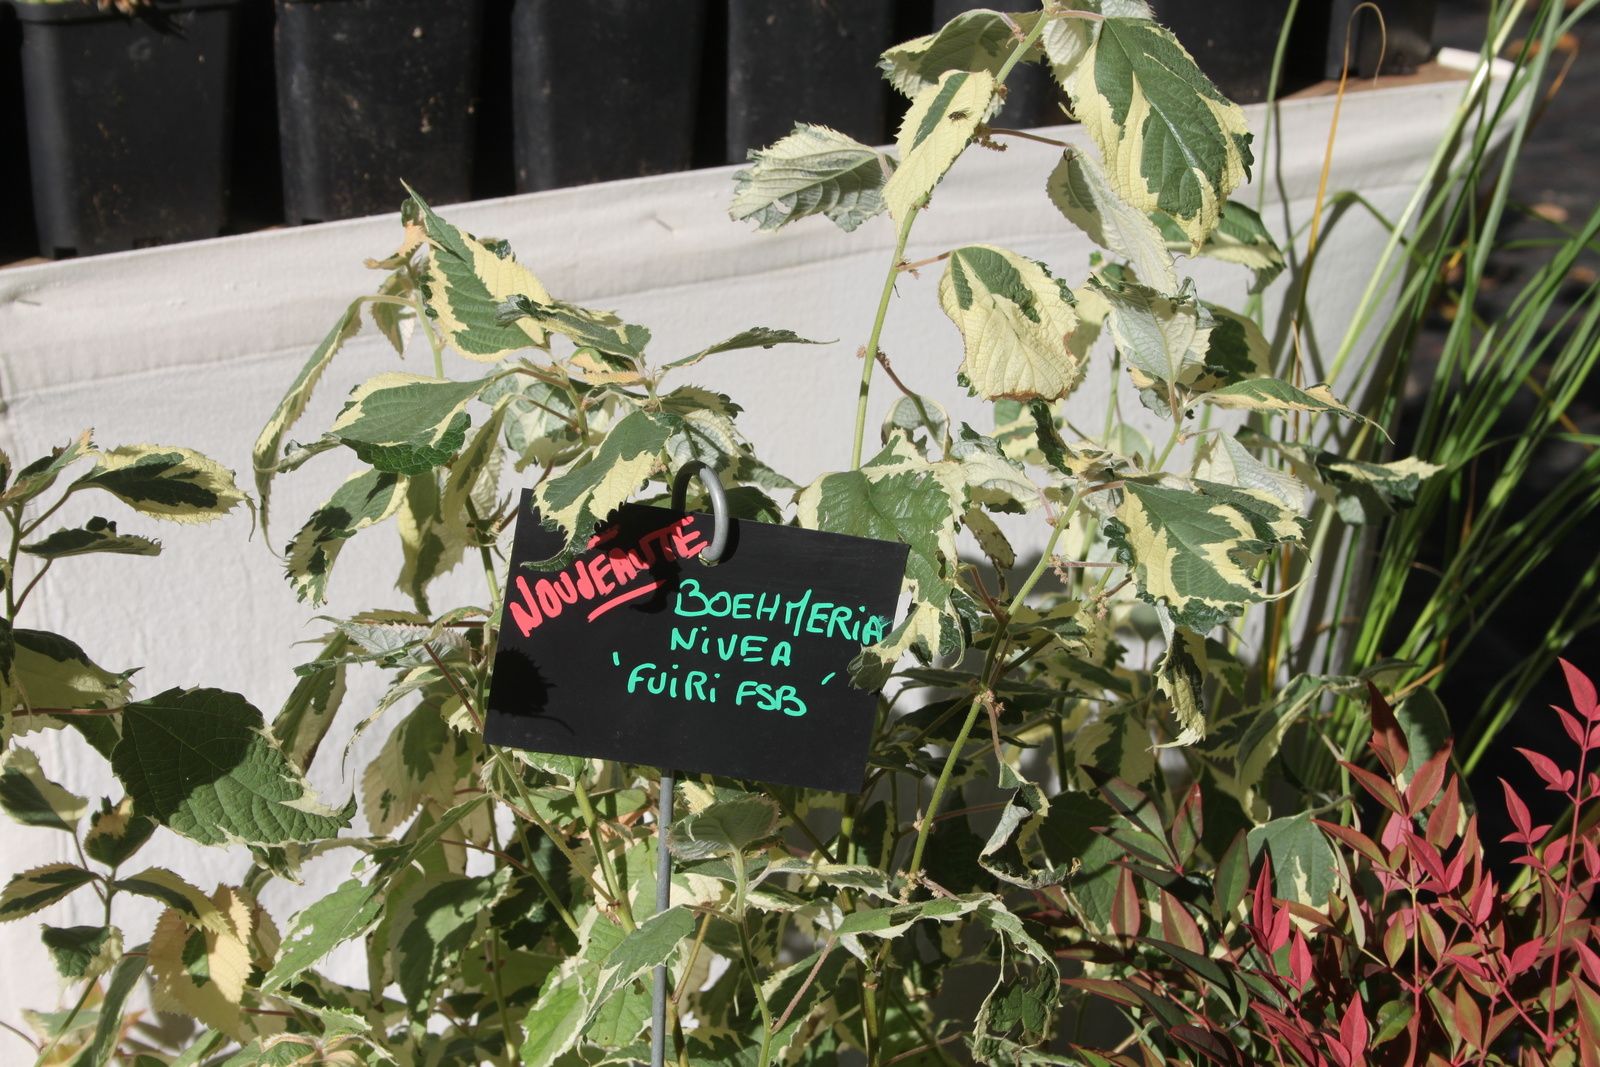 NOUVEAUTÉ
BOEHMERIA
NiVEA
'FUiRi FSB'